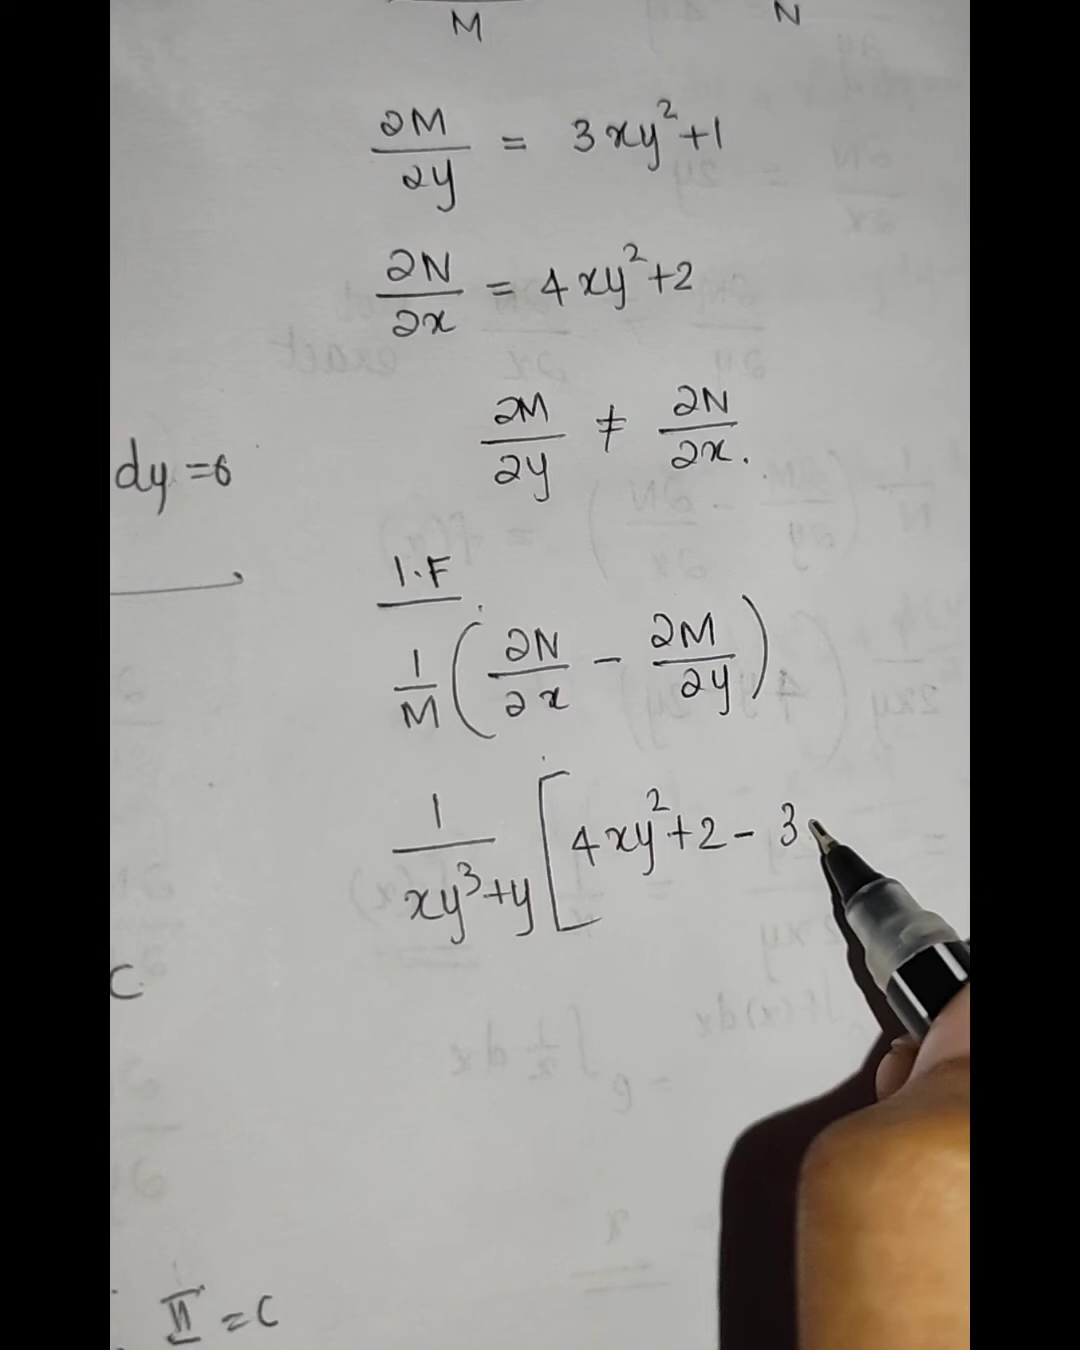 M N
∂M/∂y = 3xy²+1
∂N/∂x = 4xy²+2
∂M/∂y ≠ ∂N/∂x.
dy =0
I.F
1/M (∂N/∂x - ∂M/∂y)
1/(xy³+y) [4xy²+2 - 3
C
II = C